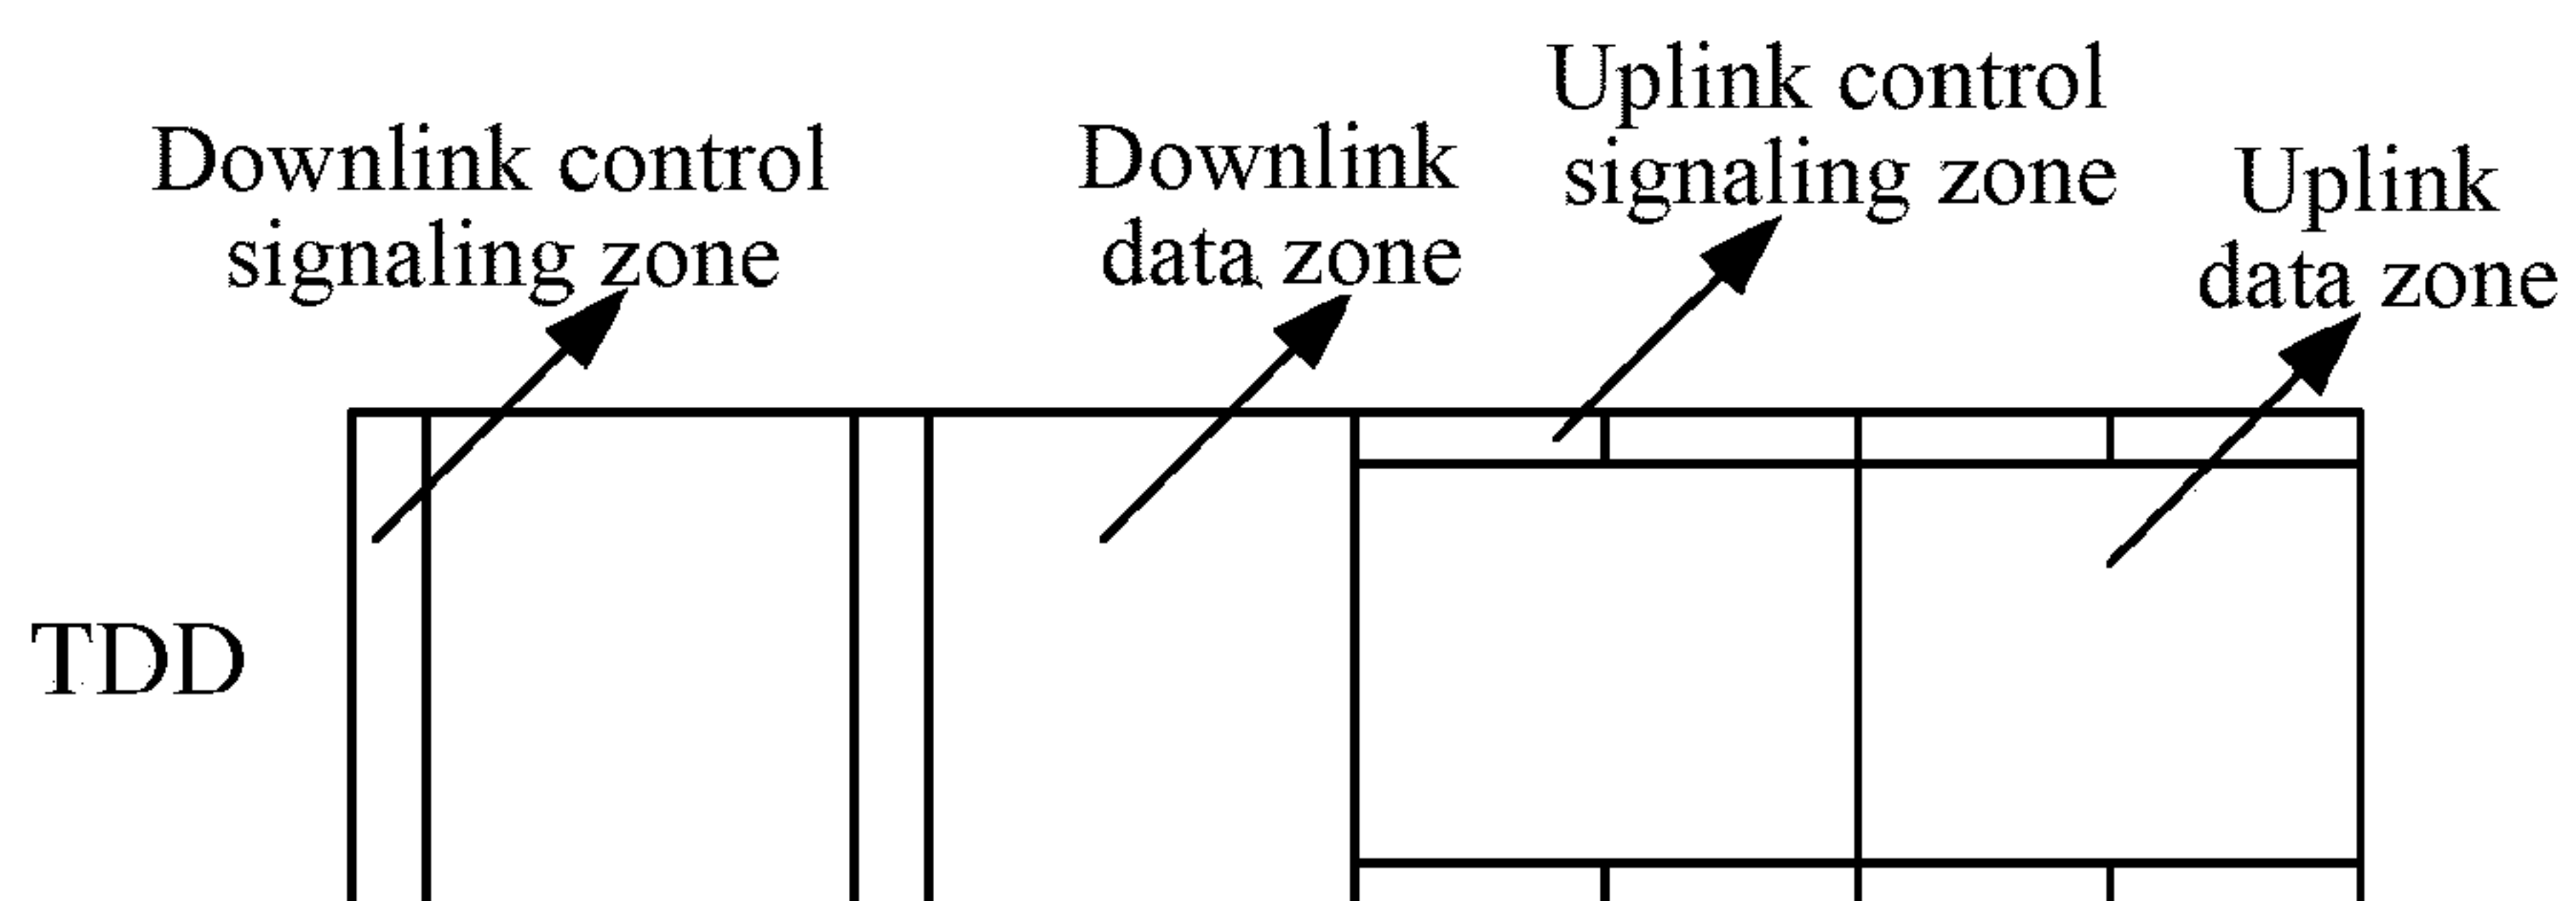 Downlink control
signaling zone
Downlink
data zone
Uplink control
signaling zone
Uplink
data zone
TDD